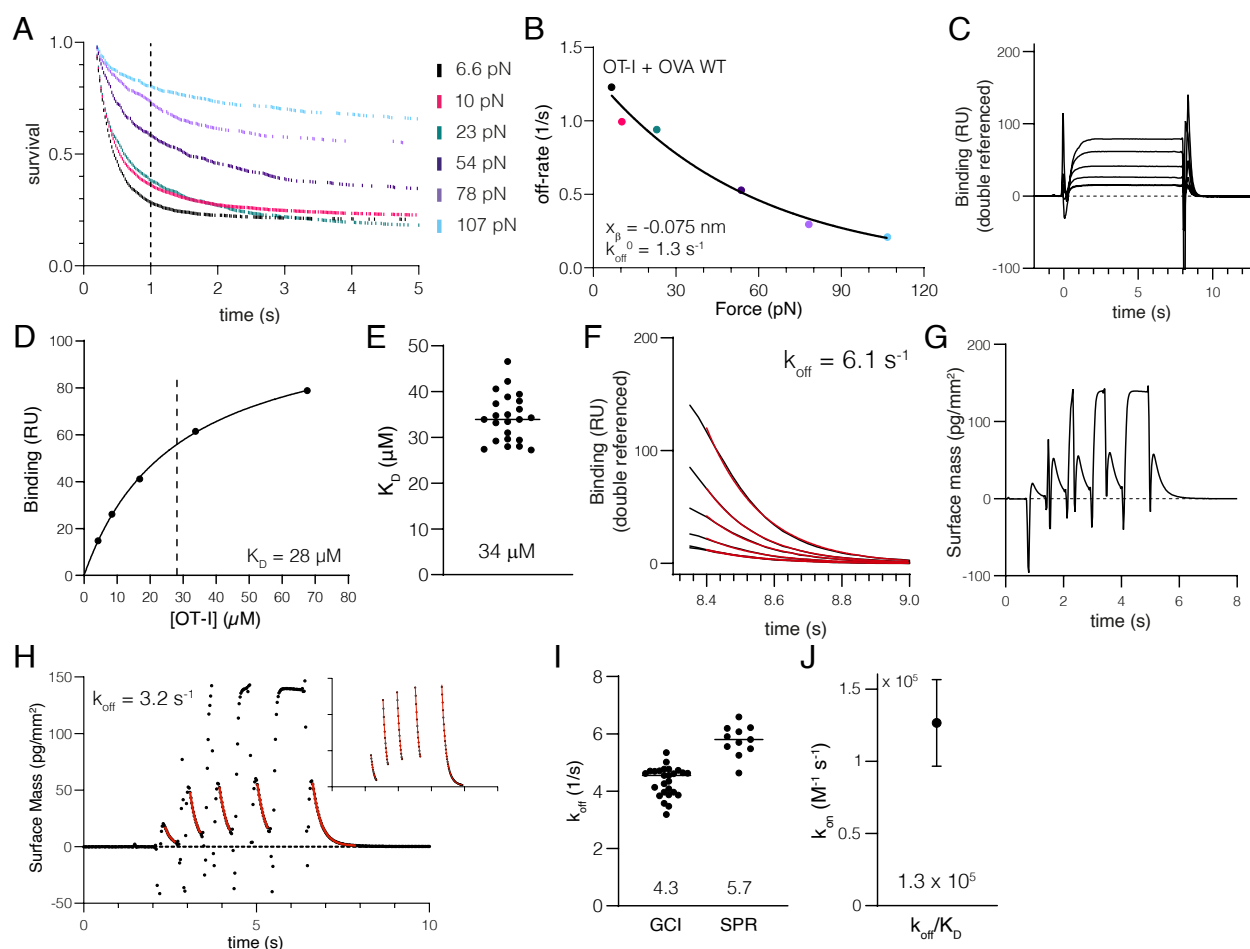 A
survival
1.0
0.5
0.0
0
1
2
3
4
5
time (s)
6.6 pN
10 pN
23 pN
54 pN
78 pN
107 pN
B
off-rate (1/s)
1.5
1.0
0.5
0.0
OT-I + OVA WT
xβ = -0.075 nm
koff⁰ = 1.3 s⁻¹
0
30
60
90
120
Force (pN)
C
Binding (RU)
(double referenced)
200
100
0
-100
0
5
10
time (s)
D
Binding (RU)
100
80
60
40
20
0
KD = 28 µM
0
10
20
30
40
50
60
70
80
[OT-I] (µM)
E
KD (µM)
50
40
30
20
10
0
34 µM
F
koff = 6.1 s⁻¹
Binding (RU)
(double referenced)
200
100
0
8.4
8.6
8.8
9.0
time (s)
G
Surface mass (pg/mm²)
200
100
0
-100
0
2
4
6
8
time (s)
H
koff = 3.2 s⁻¹
Surface Mass (pg/mm²)
150
100
50
0
-50
0
5
10
time (s)
I
koff (1/s)
8
6
4
2
0
4.3
5.7
GCI
SPR
J
x 10⁵
kon (M⁻¹ s⁻¹)
1.5
1
0.5
0
1.3 x 10⁵
koff/KD